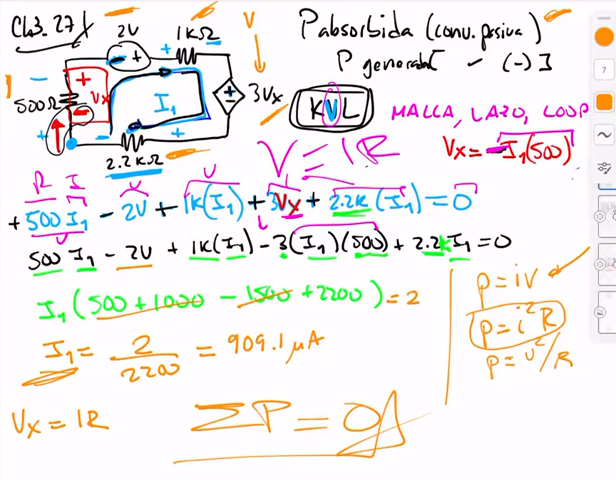 Ch3. 27)
2V
1KΩ
V
Pabsorbida (conv. pasiva)
P generada ✓ (-) I
500Ω
Vx
I₁
3Vx
2.2KΩ
KVL
MALLA, LAZO, LOOP
V = IR
Vx = -I₁(500)
R I
V
V
+500 I₁ - 2V + 1K(I₁) + 3Vx + 2.2K(I₁) = 0
500 I₁ - 2V + 1K(I₁) - 3(I₁)(500) + 2.2K I₁ = 0
I₁(500 + 1000 - 1500 + 2200) = 2
I₁ = 2/2200 = 909.1 μA
Vx = IR
ΣP = 0
p = iv
p = i²R
p = v²/R